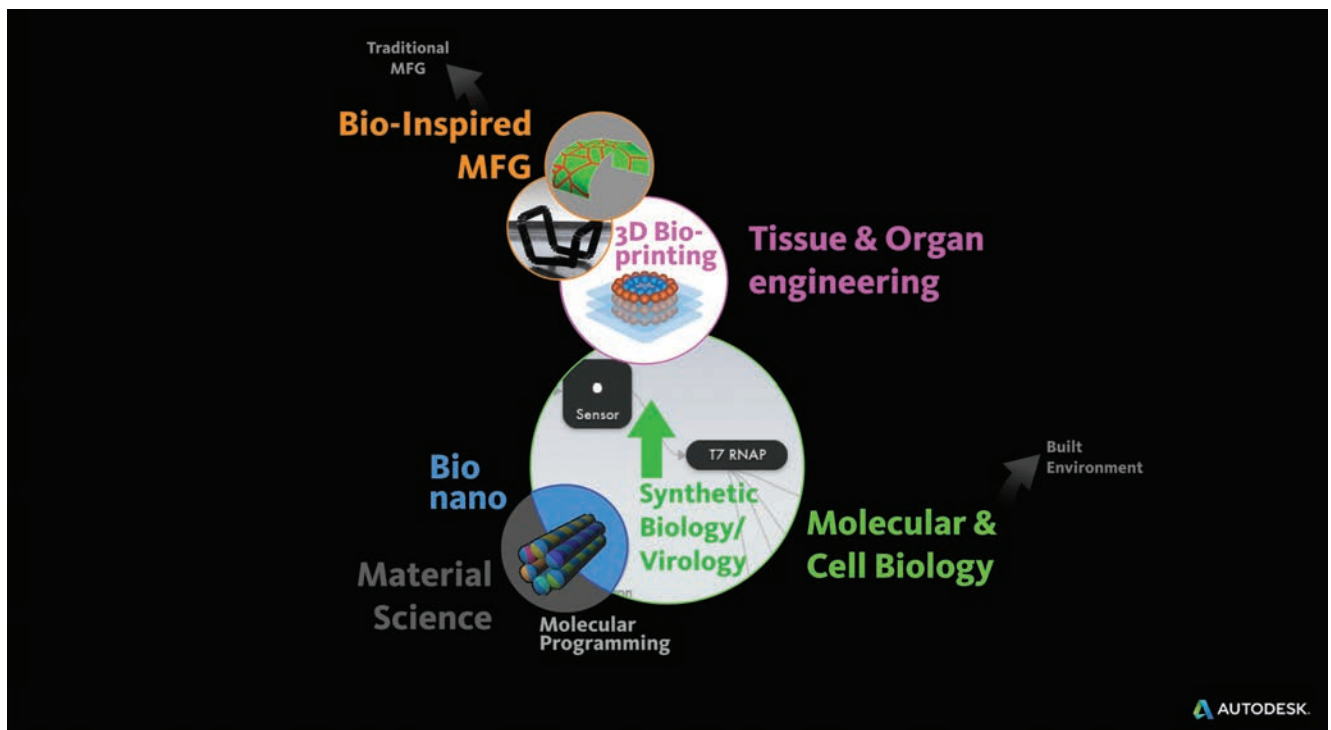 Traditional
MFG
Bio-Inspired
MFG
3D Bio-
printing
Tissue & Organ
engineering
Sensor
T7 RNAP
Built
Environment
Bio
nano
Synthetic
Biology/
Virology
Molecular &
Cell Biology
Material
Science
Molecular
Programming
AUTODESK.